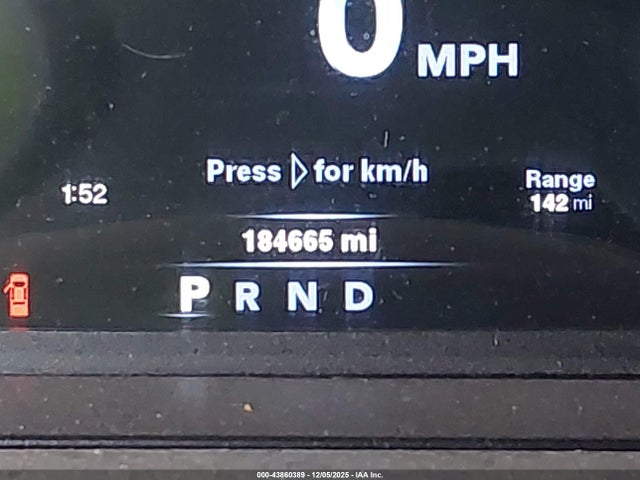 0 MPH
Press ▷ for km/h
1:52
Range
142 mi
184665 mi
P R N D
000-43860389 - 12/05/2025 - IAA Inc.